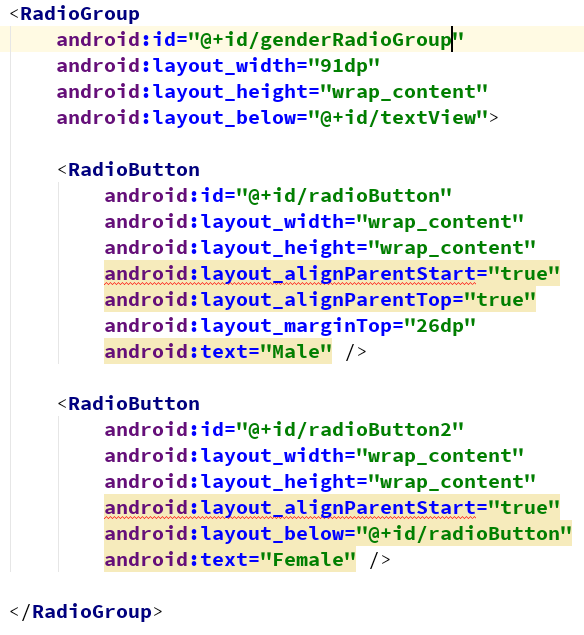 <RadioGroup
android:id="@+id/genderRadioGroup"
android:layout_width="91dp"
android:layout_height="wrap_content"
android:layout_below="@+id/textView">
<RadioButton
android:id="@+id/radioButton"
android:layout_width="wrap_content"
android:layout_height="wrap_content"
android:layout_alignParentStart="true"
android:layout_alignParentTop="true"
android:layout_marginTop="26dp"
android:text="Male" />
<RadioButton
android:id="@+id/radioButton2"
android:layout_width="wrap_content"
android:layout_height="wrap_content"
android:layout_alignParentStart="true"
android:layout_below="@+id/radioButton"
android:text="Female" />
</RadioGroup>